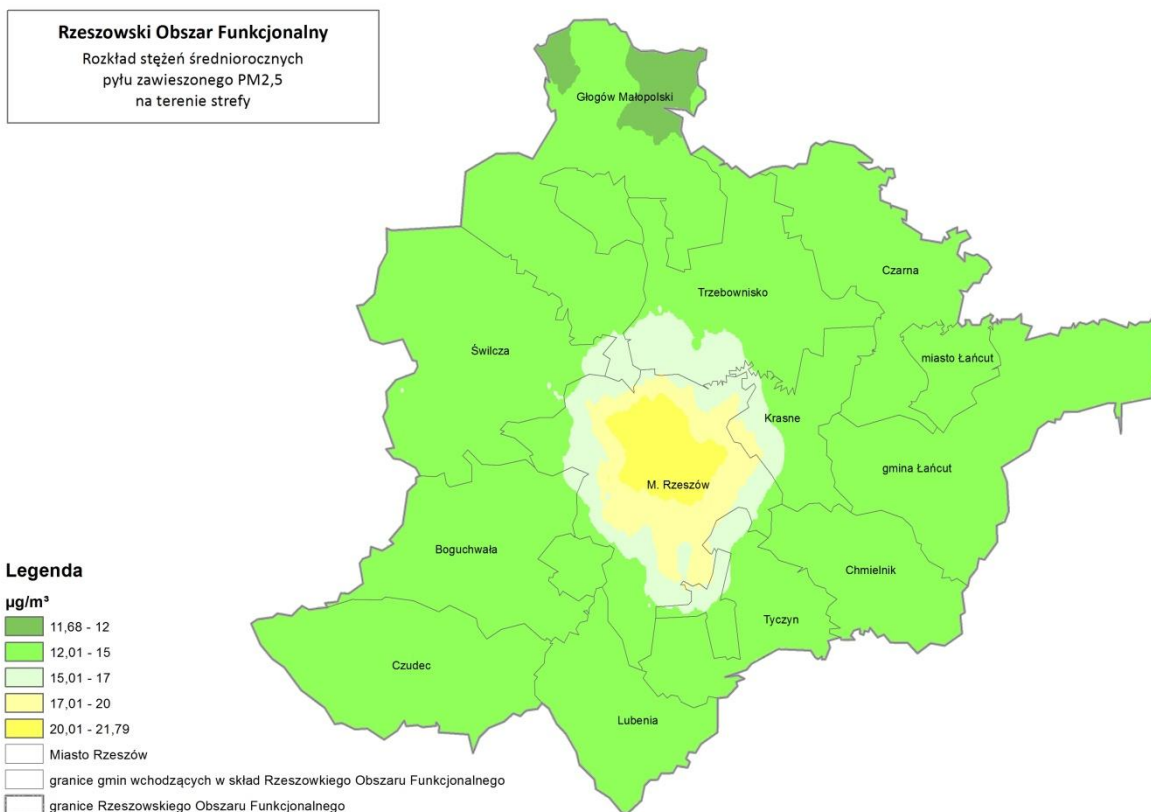 Rzeszowski Obszar Funkcjonalny
Rozkład stężeń średniorocznych
pyłu zawieszonego PM2,5
na terenie strefy
Głogów Małopolski
Czarna
Trzebownisko
Świlcza
miasto Łańcut
Krasne
gmina Łańcut
M. Rzeszów
Boguchwała
Chmielnik
Tyczyn
Czudec
Lubenia
Legenda
µg/m³
11,68 - 12
12,01 - 15
15,01 - 17
17,01 - 20
20,01 - 21,79
Miasto Rzeszów
granice gmin wchodzących w skład Rzeszowkiego Obszaru Funkcjonalnego
granice Rzeszowskiego Obszaru Funkcjonalnego